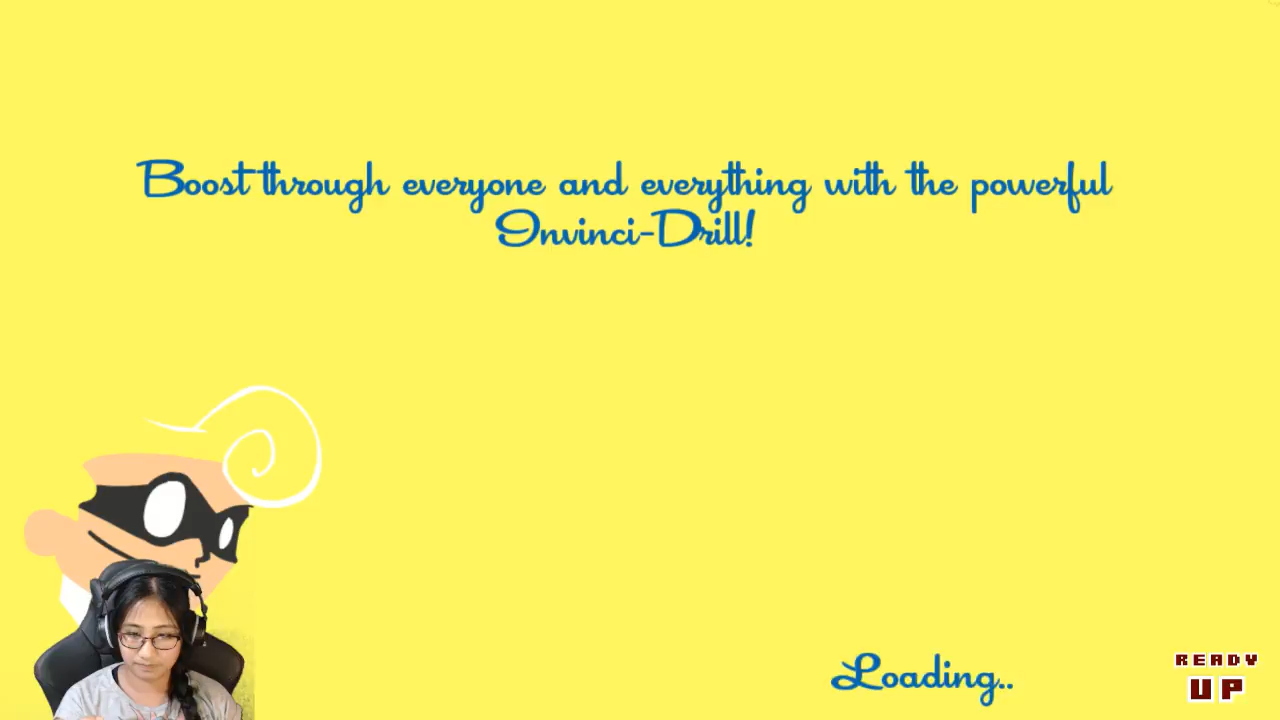 Boost through everyone and everything with the powerful
Invinci-Drill!
Loading..
READY
UP